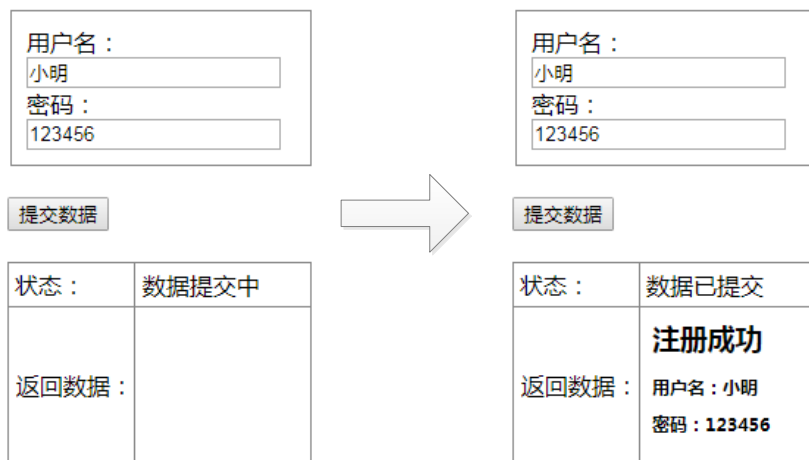 用户名：
小明
密码：
123456
提交数据
状态：
数据提交中
返回数据：
用户名：
小明
密码：
123456
提交数据
状态：
数据已提交
返回数据：
注册成功
用户名：小明
密码：123456